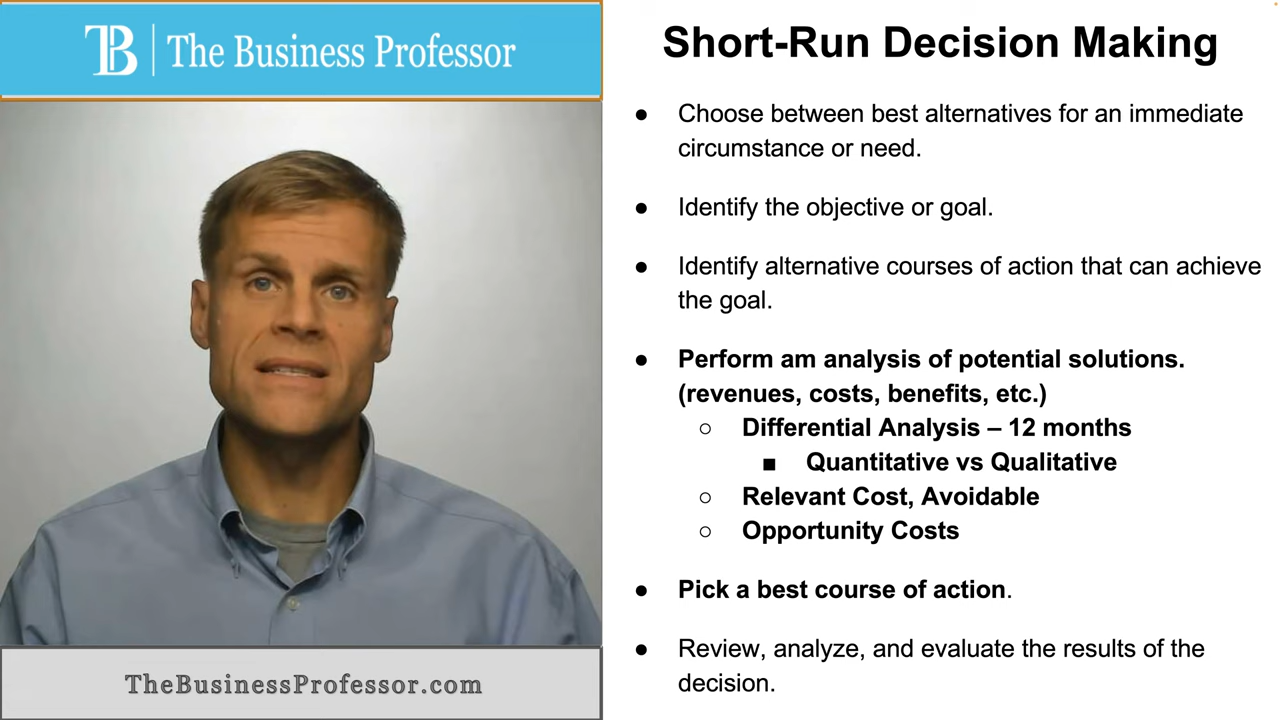 The Business Professor
TheBusinessProfessor.com
Short-Run Decision Making
● Choose between best alternatives for an immediate
circumstance or need.
● Identify the objective or goal.
● Identify alternative courses of action that can achieve
the goal.
● Perform am analysis of potential solutions.
(revenues, costs, benefits, etc.)
○ Differential Analysis – 12 months
■ Quantitative vs Qualitative
○ Relevant Cost, Avoidable
○ Opportunity Costs
● Pick a best course of action.
● Review, analyze, and evaluate the results of the
decision.